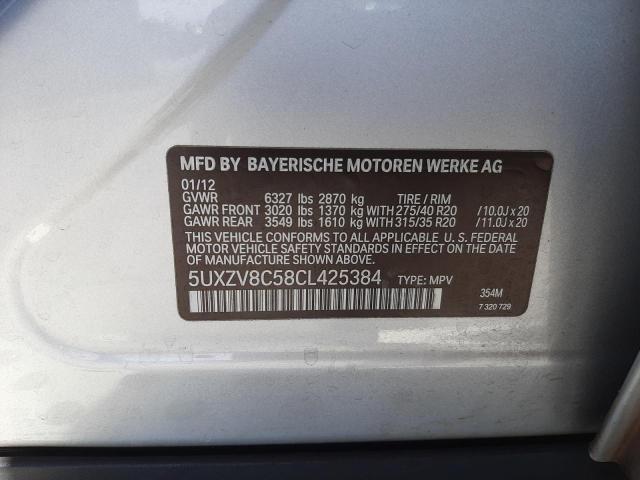 MFD BY BAYERISCHE MOTOREN WERKE AG
01/12
GVWR 6327 lbs 2870 kg TIRE / RIM
GAWR FRONT 3020 lbs 1370 kg WITH 275/40 R20 /10.0J x 20
GAWR REAR 3549 lbs 1610 kg WITH 315/35 R20 /11.0J x 20
THIS VEHICLE CONFORMS TO ALL APPLICABLE U. S. FEDERAL
MOTOR VEHICLE SAFETY STANDARDS IN EFFECT ON THE DATE
OF MANUFACTURE SHOWN ABOVE.
5UXZV8C58CL425384 TYPE: MPV
354M
7 320 729